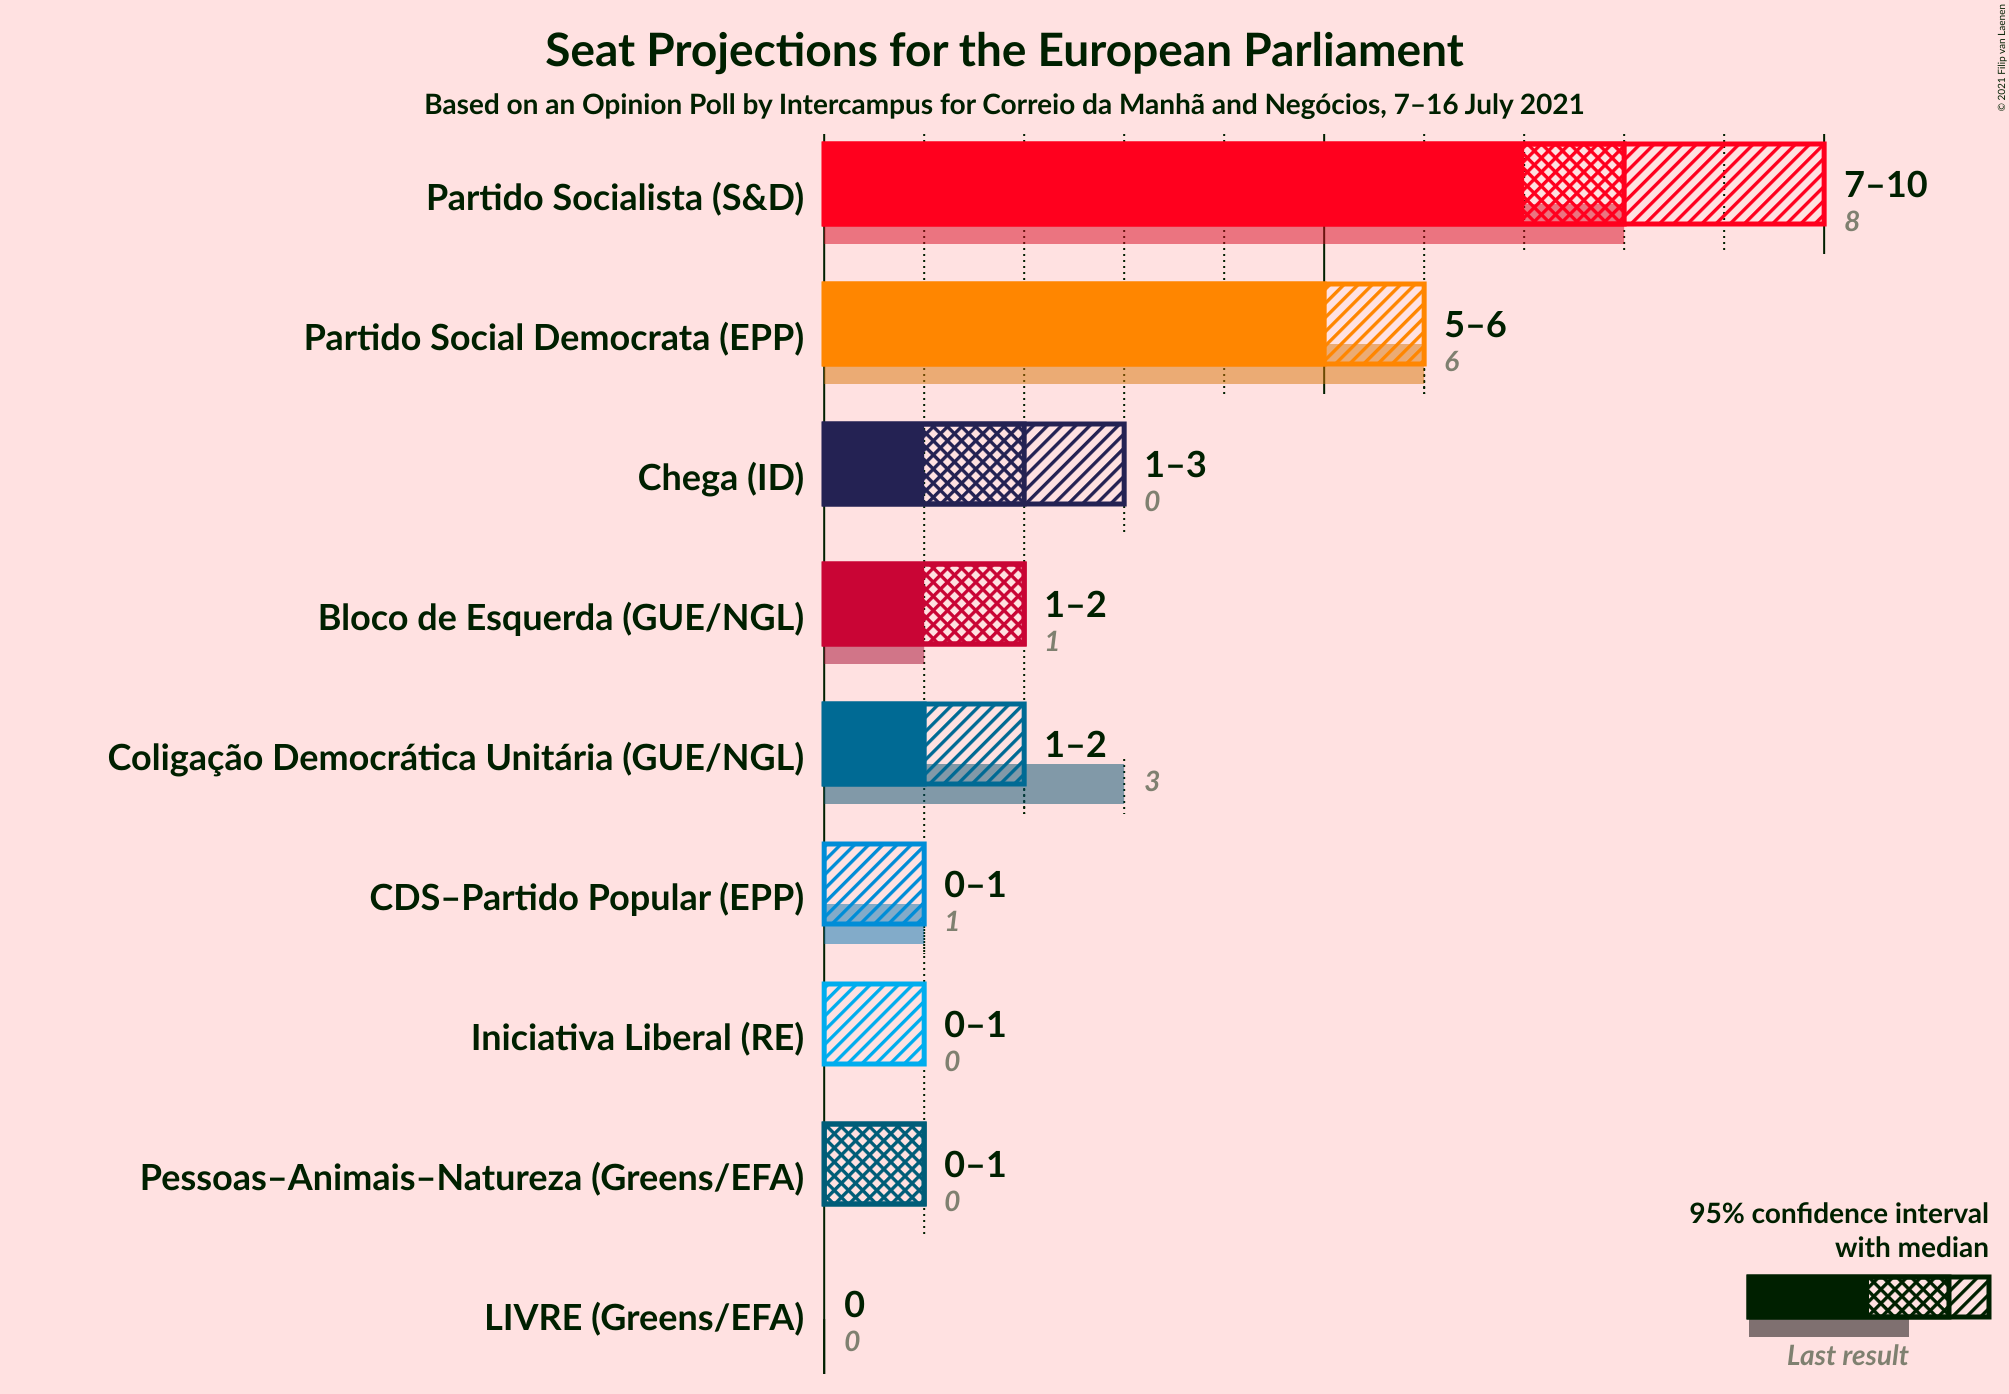 Seat Projections for the European Parliament
Based on an Opinion Poll by Intercampus for Correio da Manhã and Negócios, 7–16 July 2021
© 2021 Filip van Laenen
Partido Socialista (S&D)
7–10
8
Partido Social Democrata (EPP)
5–6
6
Chega (ID)
1–3
0
Bloco de Esquerda (GUE/NGL)
1–2
1
Coligação Democrática Unitária (GUE/NGL)
1–2
3
CDS–Partido Popular (EPP)
0–1
1
Iniciativa Liberal (RE)
0–1
0
Pessoas–Animais–Natureza (Greens/EFA)
0–1
0
LIVRE (Greens/EFA)
0
0
95% confidence interval
with median
Last result